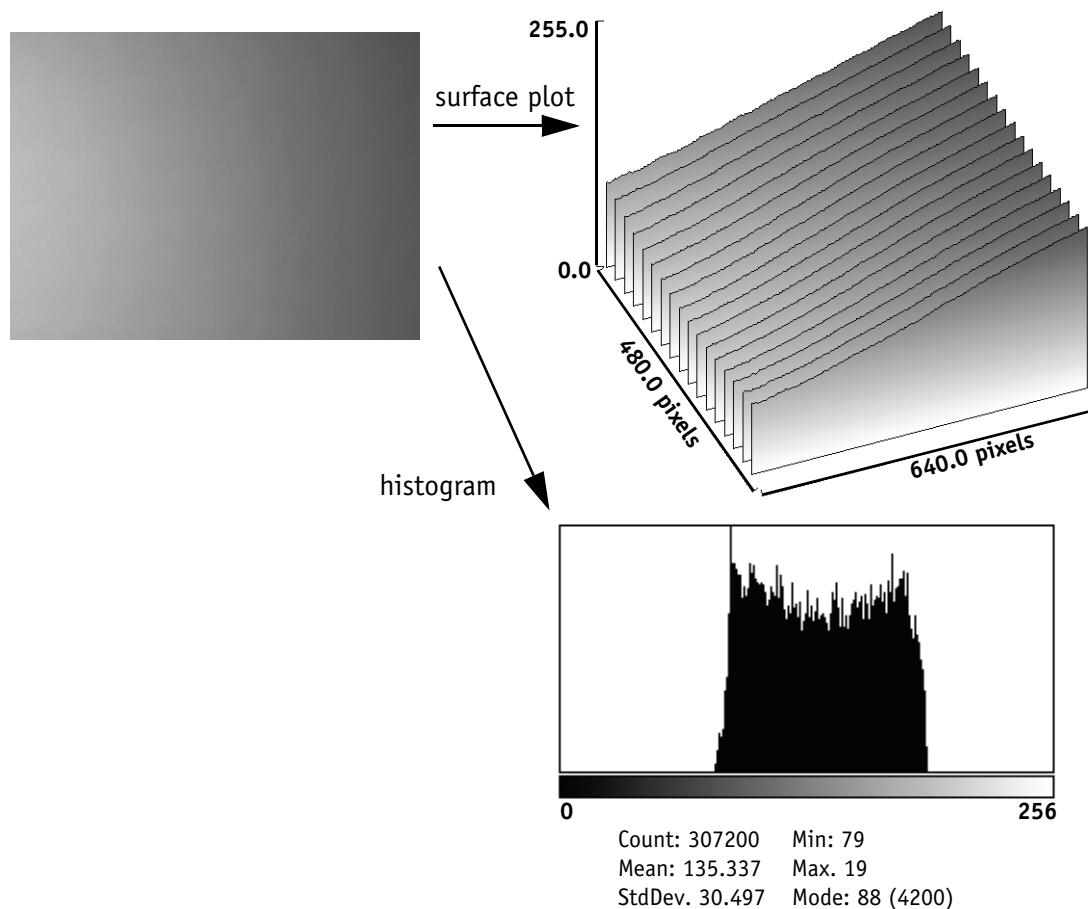 255.0
surface plot
0.0
480.0 pixels
640.0 pixels
histogram
0
256
Count: 307200 Min: 79
Mean: 135.337 Max. 19
StdDev. 30.497 Mode: 88 (4200)